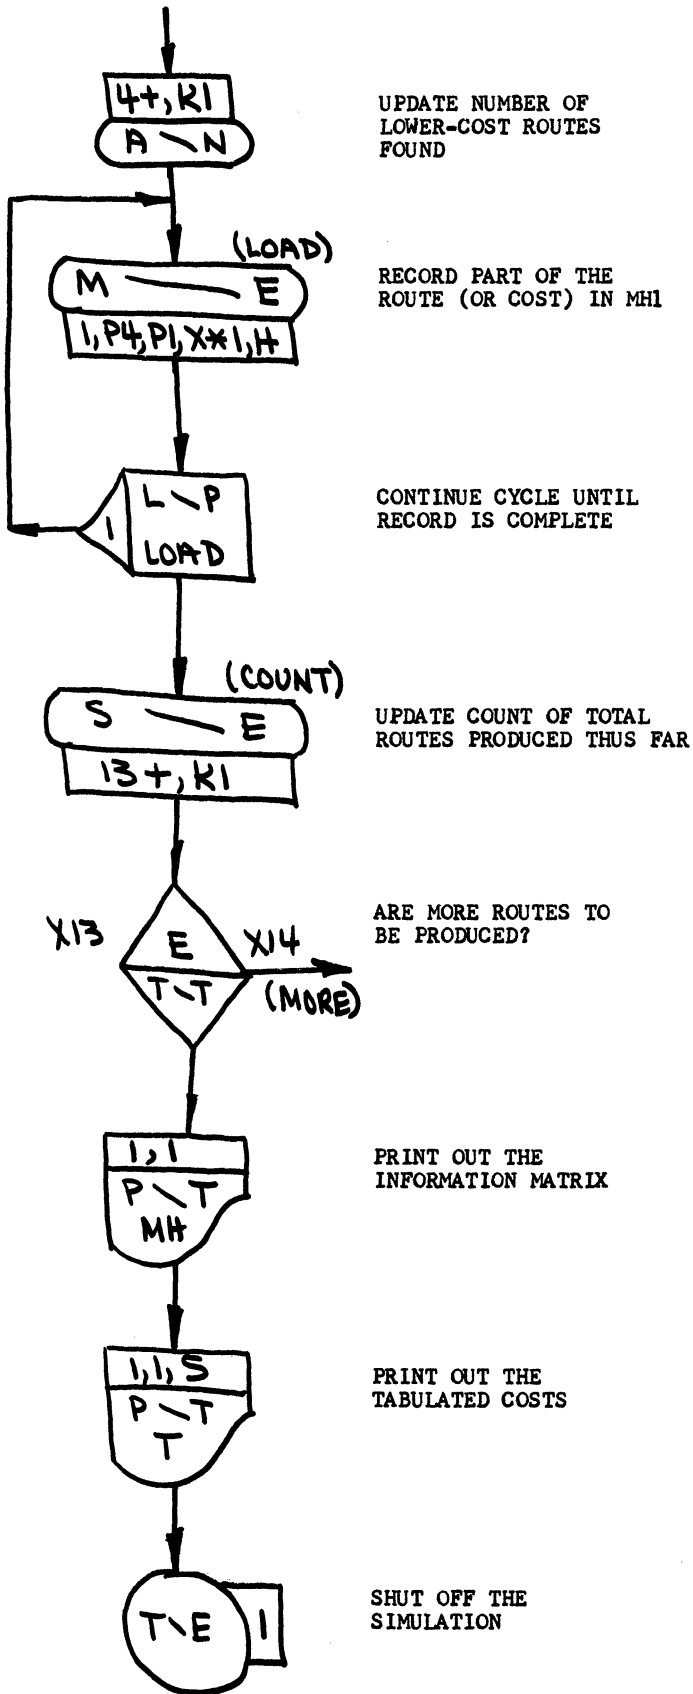 4+, K1
A N
UPDATE NUMBER OF
LOWER-COST ROUTES
FOUND
(LOAD)
M E
1, P4, P1, X*1, H
RECORD PART OF THE
ROUTE (OR COST) IN MH1
1
L P
LOAD
CONTINUE CYCLE UNTIL
RECORD IS COMPLETE
(COUNT)
S E
13+, K1
UPDATE COUNT OF TOTAL
ROUTES PRODUCED THUS FAR
X13
E
T T
X14
(MORE)
ARE MORE ROUTES TO
BE PRODUCED?
1,1
P T
MH
PRINT OUT THE
INFORMATION MATRIX
1,1,S
P T
T
PRINT OUT THE
TABULATED COSTS
T E
1
SHUT OFF THE
SIMULATION